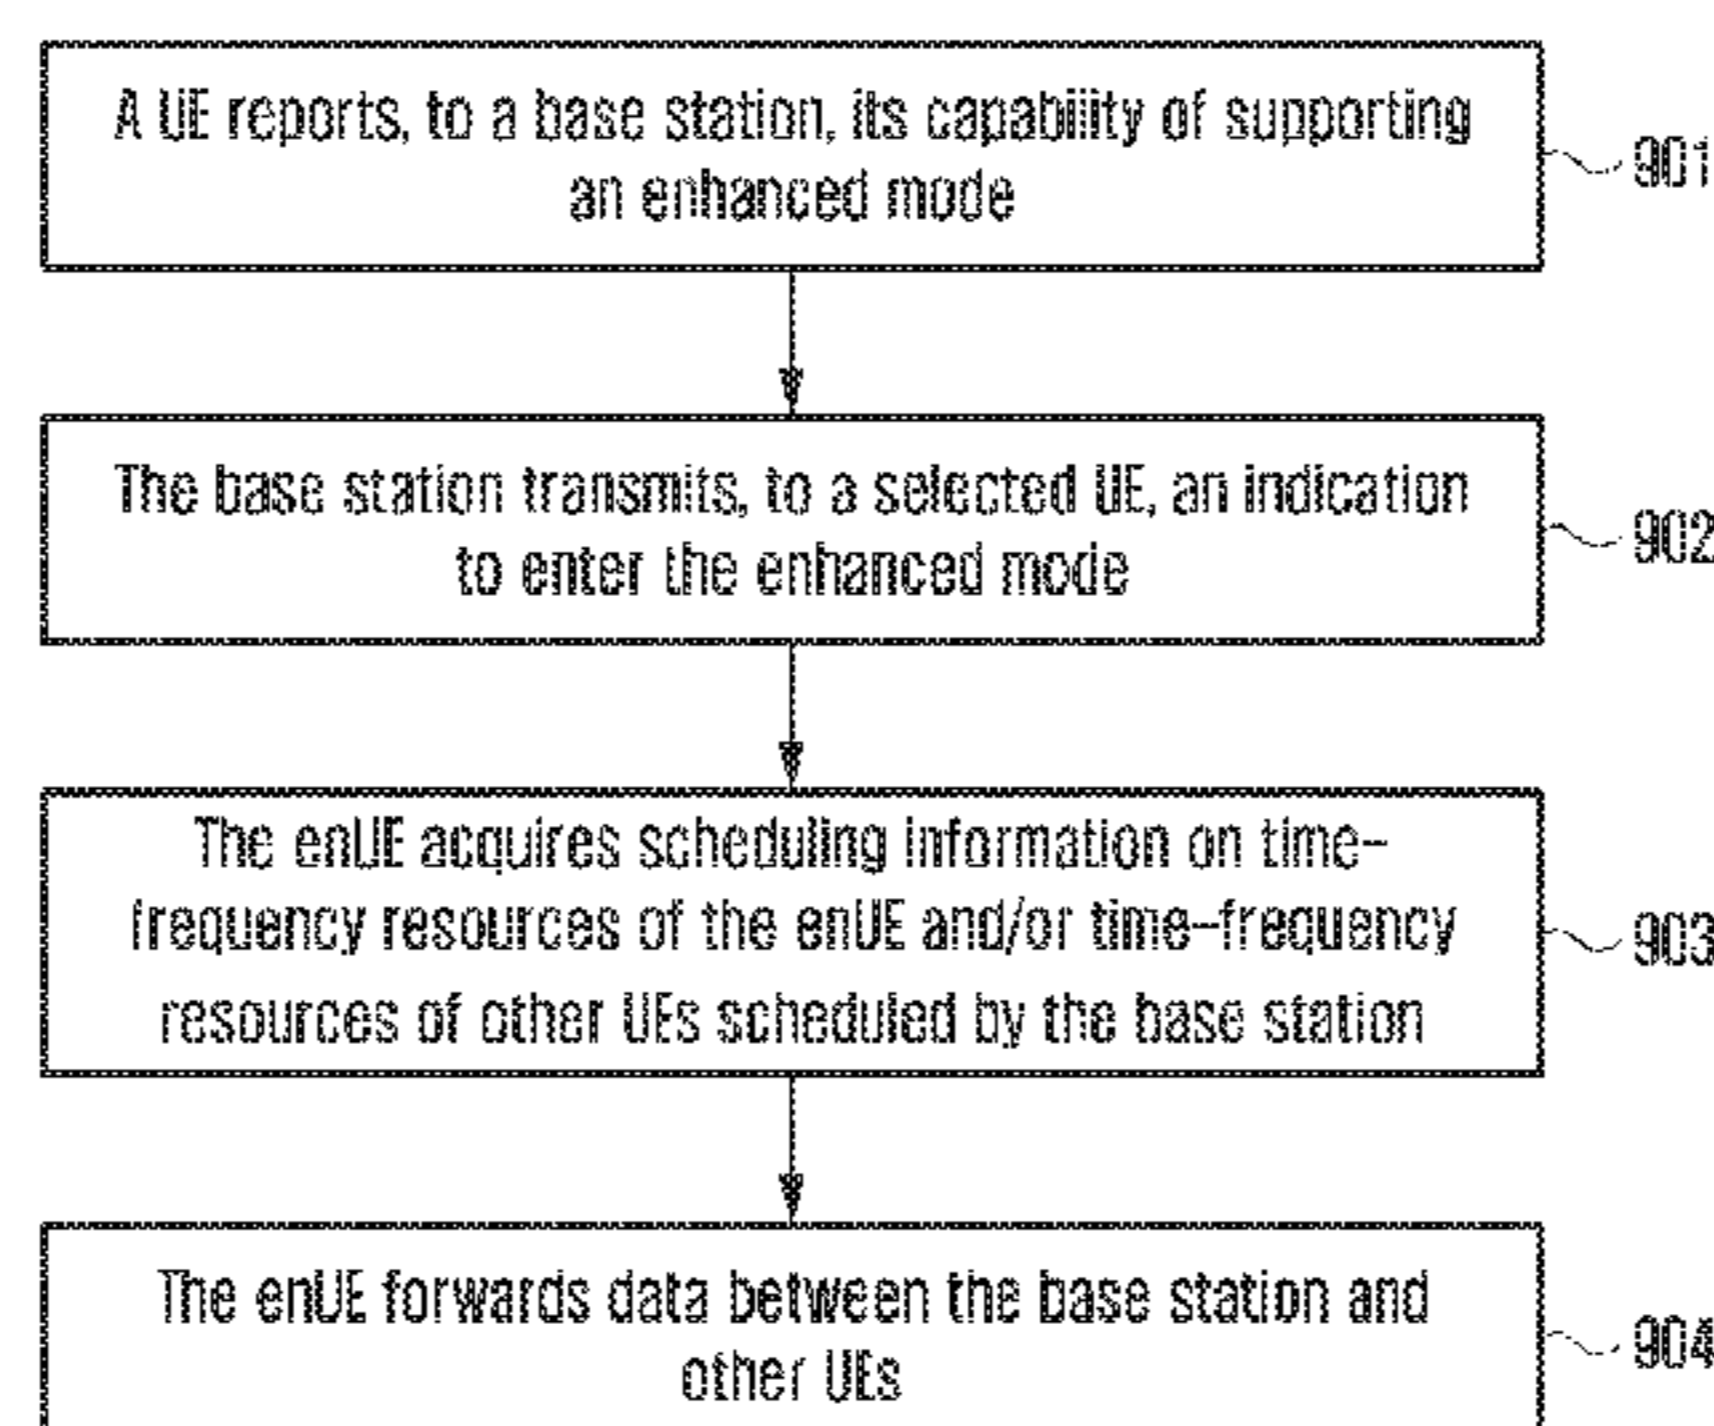 A UE reports, to a base station, its capability of supporting
an enhanced mode
901
The base station transmits, to a selected UE, an indication
to enter the enhanced mode
902
The enUE acquires scheduling information on time-
frequency resources of the enUE and/or time-frequency
resources of other UEs scheduled by the base station
903
The enUE forwards data between the base station and
other UEs
904